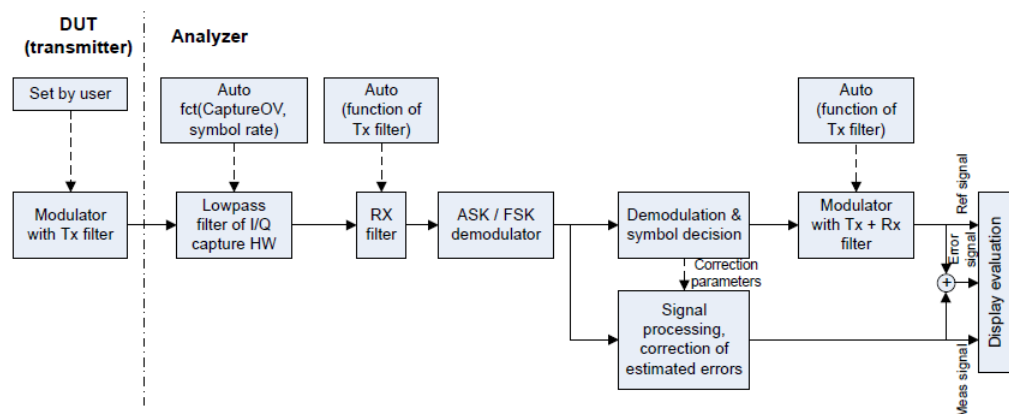 DUT
(transmitter)
Analyzer
Set by user
Auto
fct(CaptureOV,
symbol rate)
Auto
(function of
Tx filter)
Auto
(function of
Tx filter)
Modulator
with Tx filter
Lowpass
filter of I/Q
capture HW
RX
filter
ASK / FSK
demodulator
Demodulation &
symbol decision
Modulator
with Tx + Rx
filter
Ref signal
Error
signal
+
Display evaluation
Correction
parameters
Signal
processing,
correction of
estimated errors
Meas signal